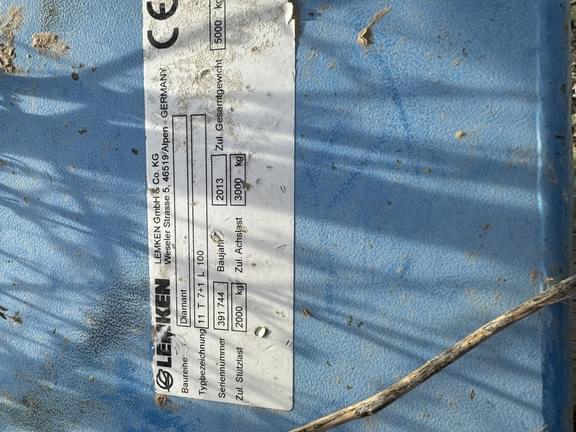 LEMKEN
LEMKEN GmbH & Co. KG
Weseler Strasse 5, 46519 Alpen - GERMANY
CE
Baureihe Diamant
Typbezeichnung 11 T 7+1 L 100
Seriennummer 391 744 Baujahr 2013 Zul. Gesamtgewicht 5000 kg
Zul. Stützlast 2000 kg Zul. Achslast 3000 kg